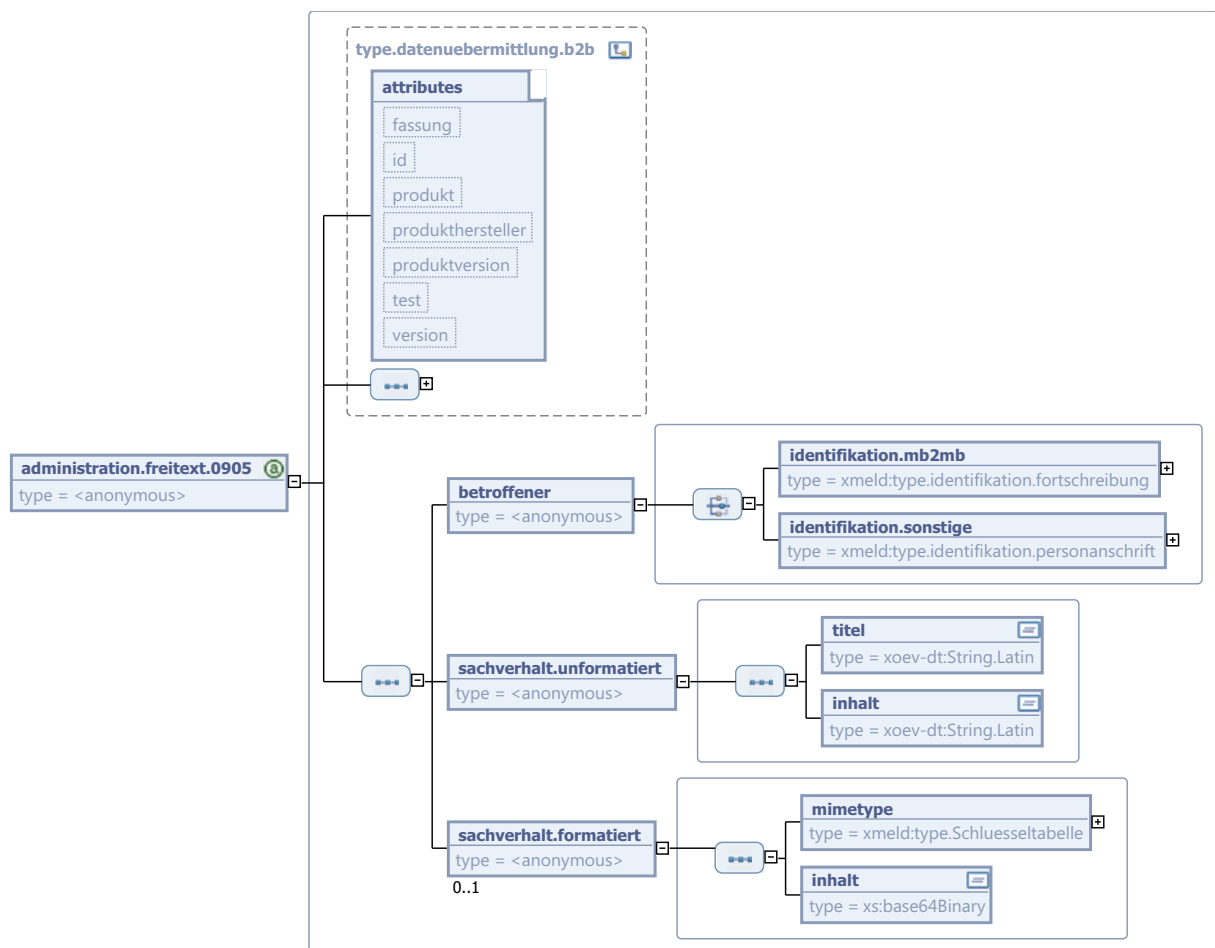 type.datenuebermittlung.b2b
attributes
fassung
id
produkt
produkthersteller
produktversion
test
version
administration.freitext.0905
type = <anonymous>
betroffener
type = <anonymous>
identifikation.mb2mb
type = xmeld:type.identifikation.fortschreibung
identifikation.sonstige
type = xmeld:type.identifikation.personanschrift
sachverhalt.unformatiert
type = <anonymous>
titel
type = xoev-dt:String.Latin
inhalt
type = xoev-dt:String.Latin
sachverhalt.formatiert
type = <anonymous>
0..1
mimetype
type = xmeld:type.Schluesseltabelle
inhalt
type = xs:base64Binary